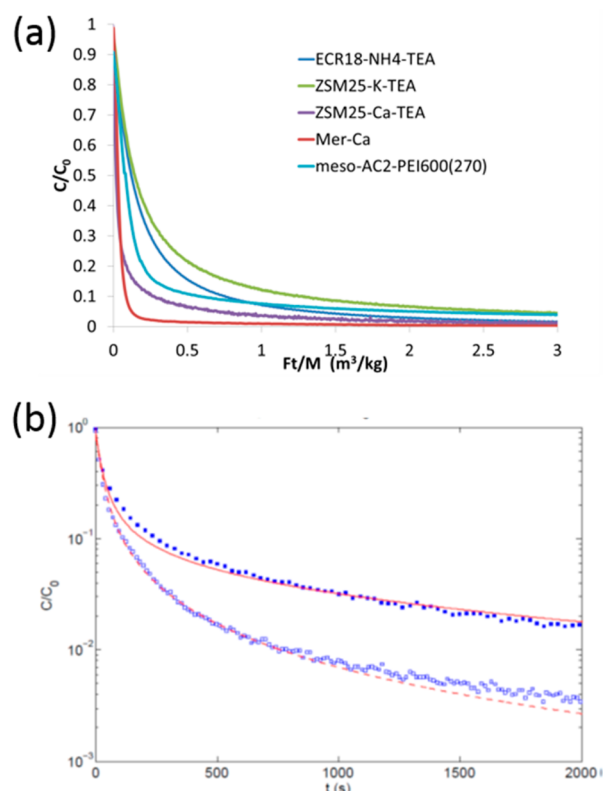 (a)
1
0.9
0.8
0.7
0.6
0.5
0.4
0.3
0.2
0.1
0
C/C0
ECR18-NH4-TEA
ZSM25-K-TEA
ZSM25-Ca-TEA
Mer-Ca
meso-AC2-PEI600(270)
0 0.5 1 1.5 2 2.5 3
Ft/M (m³/kg)
(b)
10⁰
10⁻¹
10⁻²
10⁻³
C/C₀
0 500 1000 1500 2000
t (s)